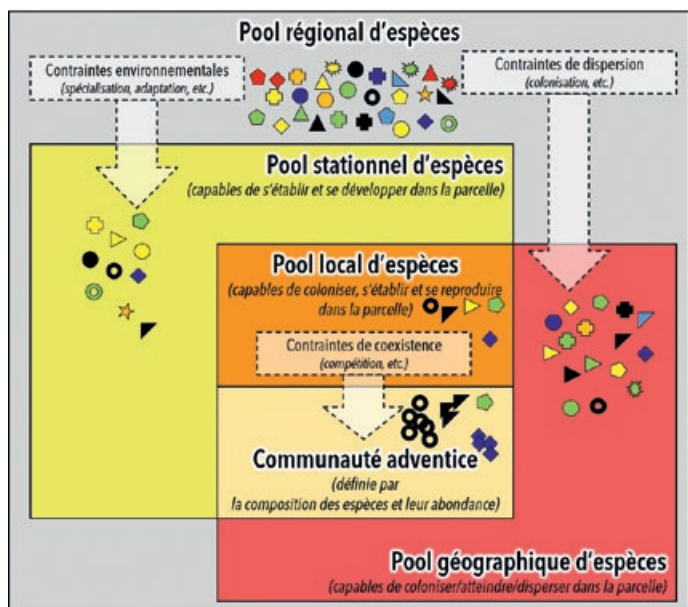 Pool régional d'espèces
Contraintes environnementales
(spécialisation, adaptation, etc.)
Contraintes de dispersion
(colonisation, etc.)
Pool stationnel d'espèces
(capables de s'établir et se développer dans la parcelle)
Pool local d'espèces
(capables de coloniser, s'établir et se reproduire
dans la parcelle)
Contraintes de coexistence
(compétition, etc.)
Communauté adventice
(définie par
la composition des espèces et leur abondance)
Pool géographique d'espèces
(capables de coloniser/atteindre/disperser dans la parcelle)